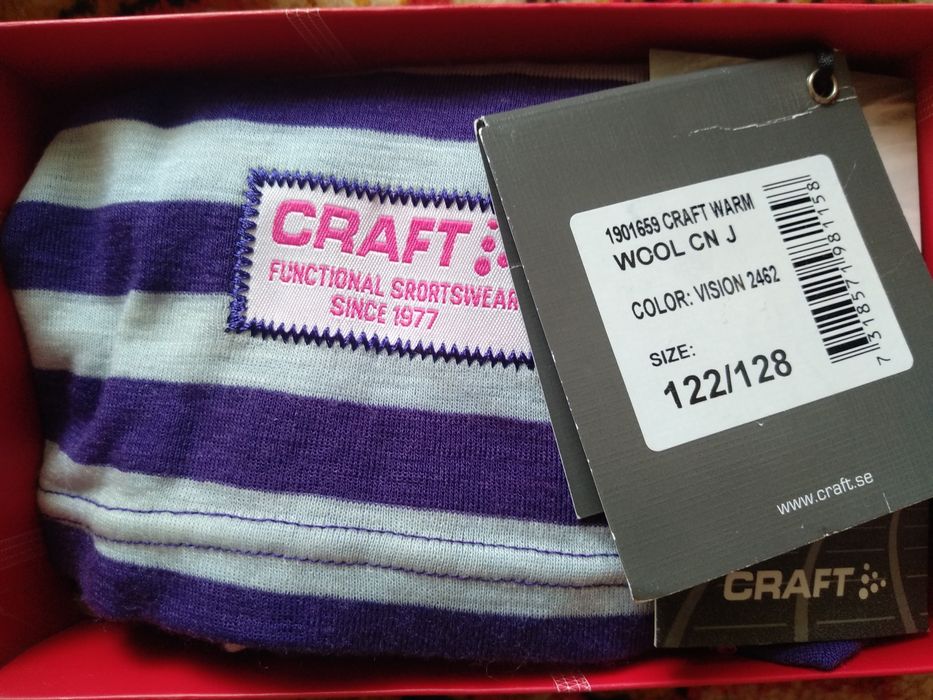 CRAFT
FUNCTIONAL SRORTSWEAR
SINCE 1977
1901659 CRAFT WARM
WOOL CN J
COLOR: VISION 2462
SIZE:
122/128
7 318571 981158
www.craft.se
CRAFT